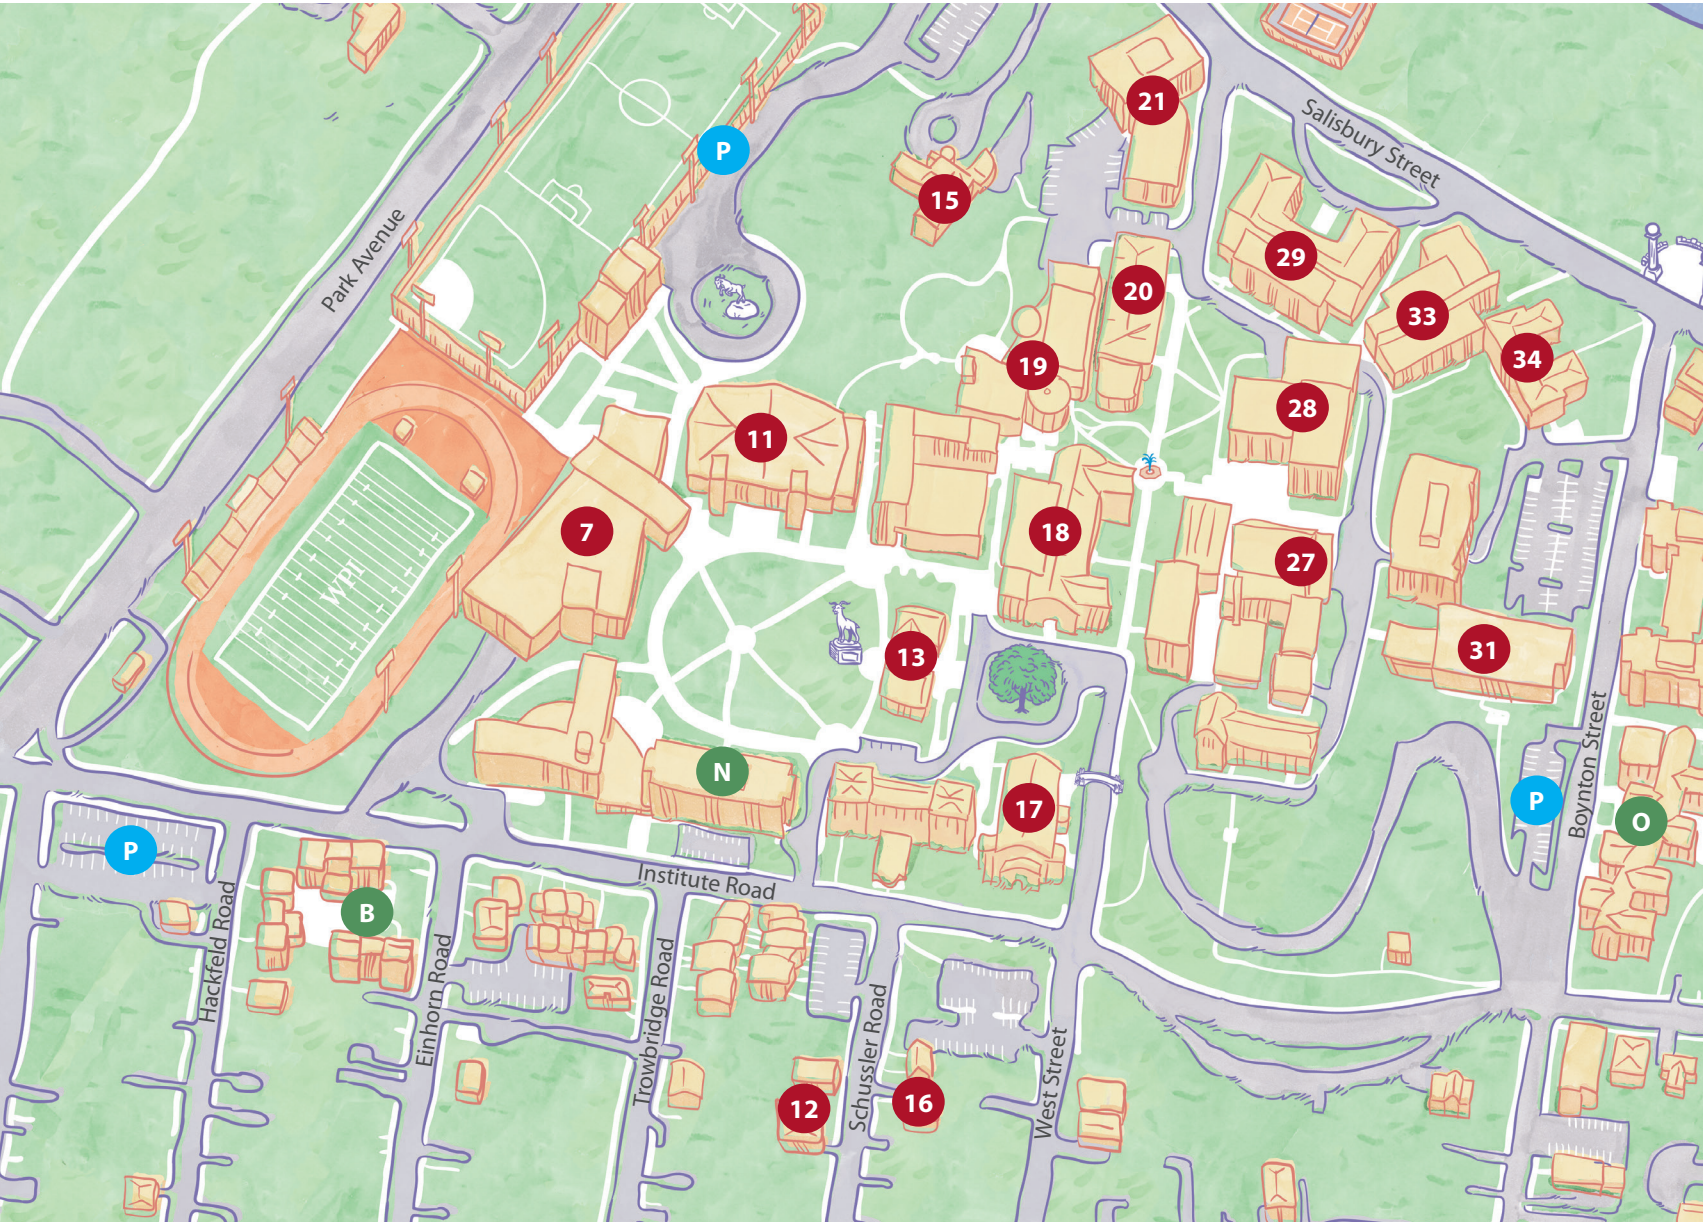 21
Salisbury Street
P
15
Park Avenue
29
20
33
34
19
28
11
7
18
27
WPI
13
31
N
Boynton Street
17
P
O
P
Institute Road
B
Hackfeld Road
Einhorn Road
Trowbridge Road
Schussler Road
West Street
12
16